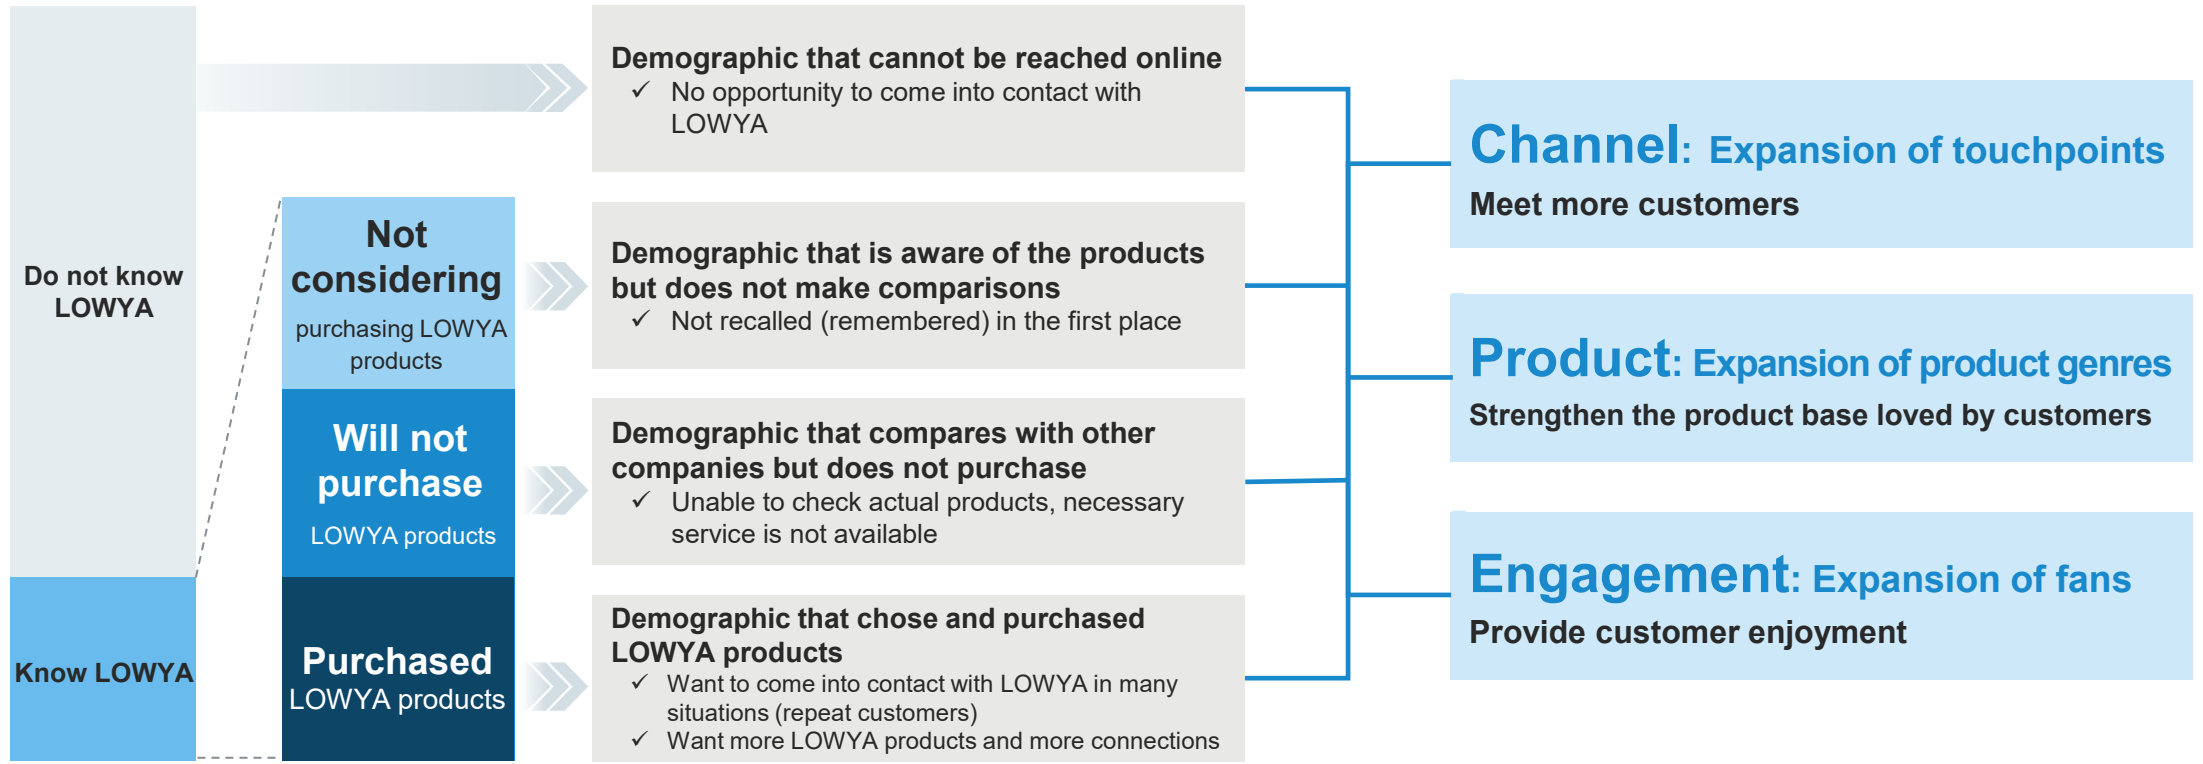 Do not know
LOWYA
Know LOWYA
Not
considering
purchasing LOWYA
products
Will not
purchase
LOWYA products
Purchased
LOWYA products
Demographic that cannot be reached online
✓ No opportunity to come into contact with
LOWYA
Demographic that is aware of the products
but does not make comparisons
✓ Not recalled (remembered) in the first place
Demographic that compares with other
companies but does not purchase
✓ Unable to check actual products, necessary
service is not available
Demographic that chose and purchased
LOWYA products
✓ Want to come into contact with LOWYA in many
situations (repeat customers)
✓ Want more LOWYA products and more connections
Channel: Expansion of touchpoints
Meet more customers
Product: Expansion of product genres
Strengthen the product base loved by customers
Engagement: Expansion of fans
Provide customer enjoyment